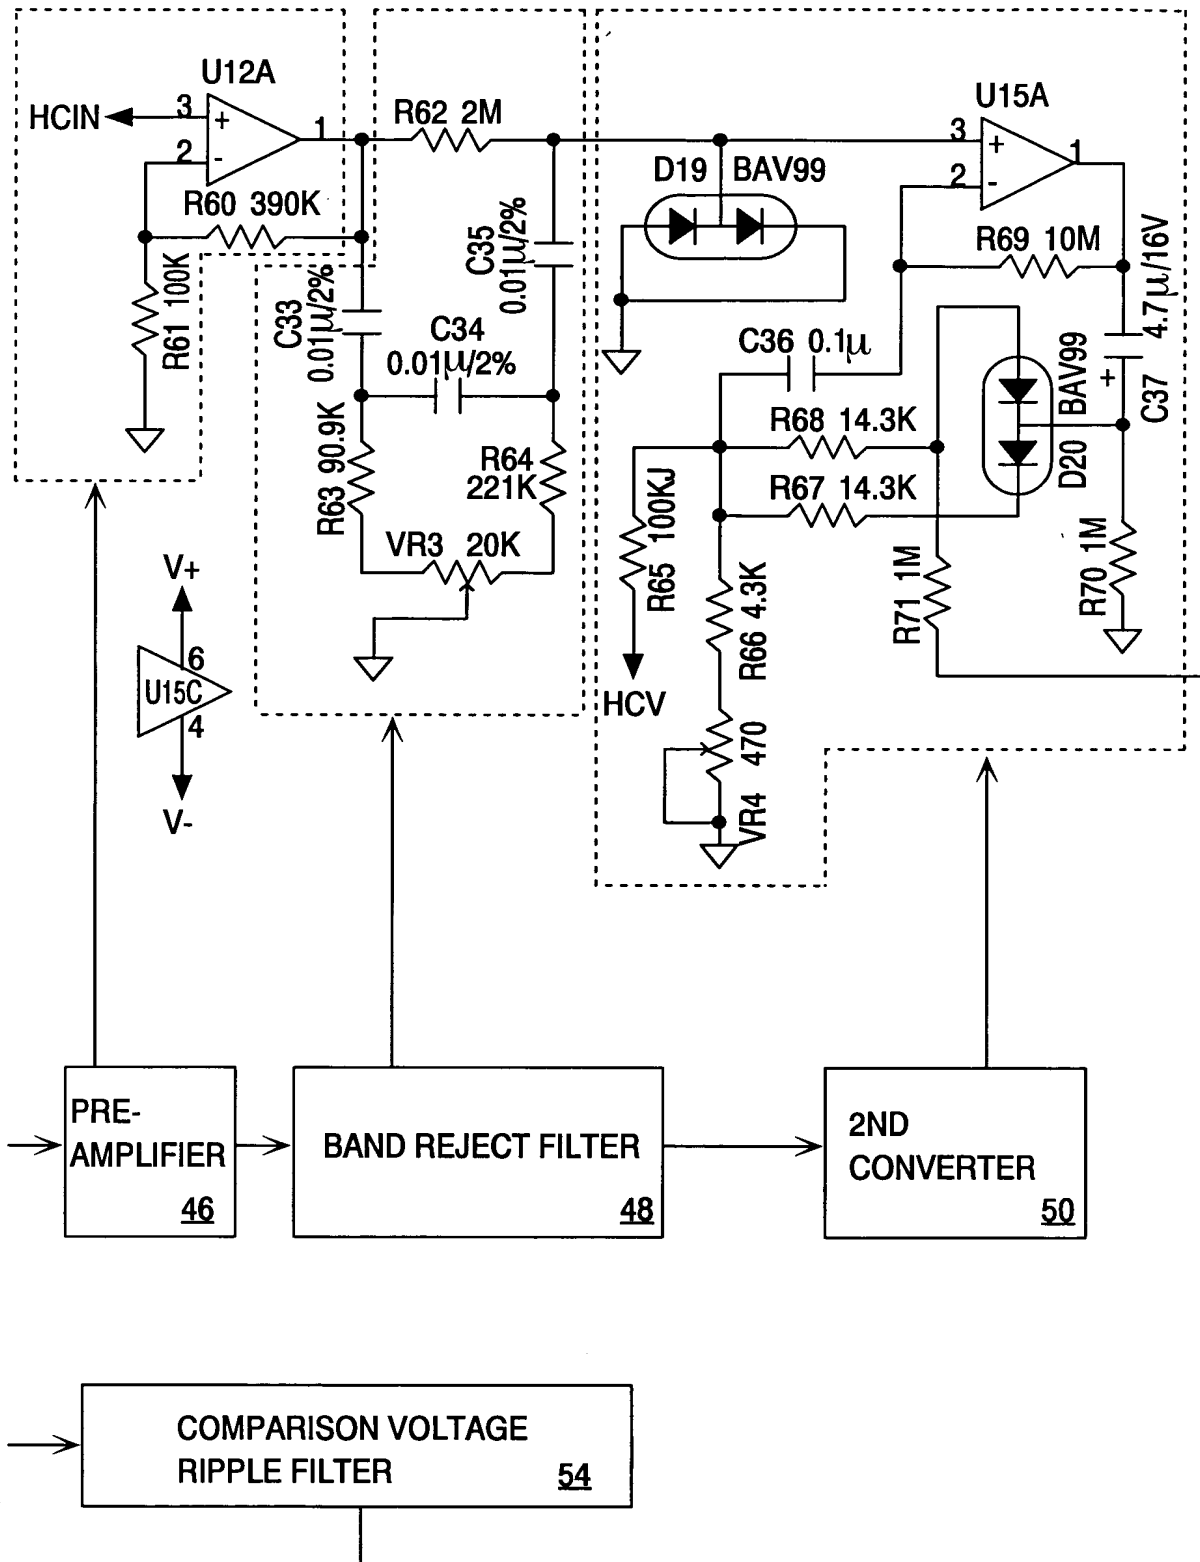 U12A
HCIN
3
+
2
-
1
R60 390K
R61 100K
R62 2M
C33
0.01μ/2%
C34
0.01μ/2%
C35
0.01μ/2%
R63 90.9K
R64
221K
VR3 20K
V+
6
U15C
4
V-
U15A
3
+
2
-
1
D19 BAV99
R69 10M
4.7μ/16V
+
C37
C36 0.1μ
D20 BAV99
R68 14.3K
R67 14.3K
R65 100KJ
HCV
R66 4.3K
VR4 470
R71 1M
R70 1M
PRE-
AMPLIFIER
46
BAND REJECT FILTER
48
2ND
CONVERTER
50
COMPARISON VOLTAGE
RIPPLE FILTER
54